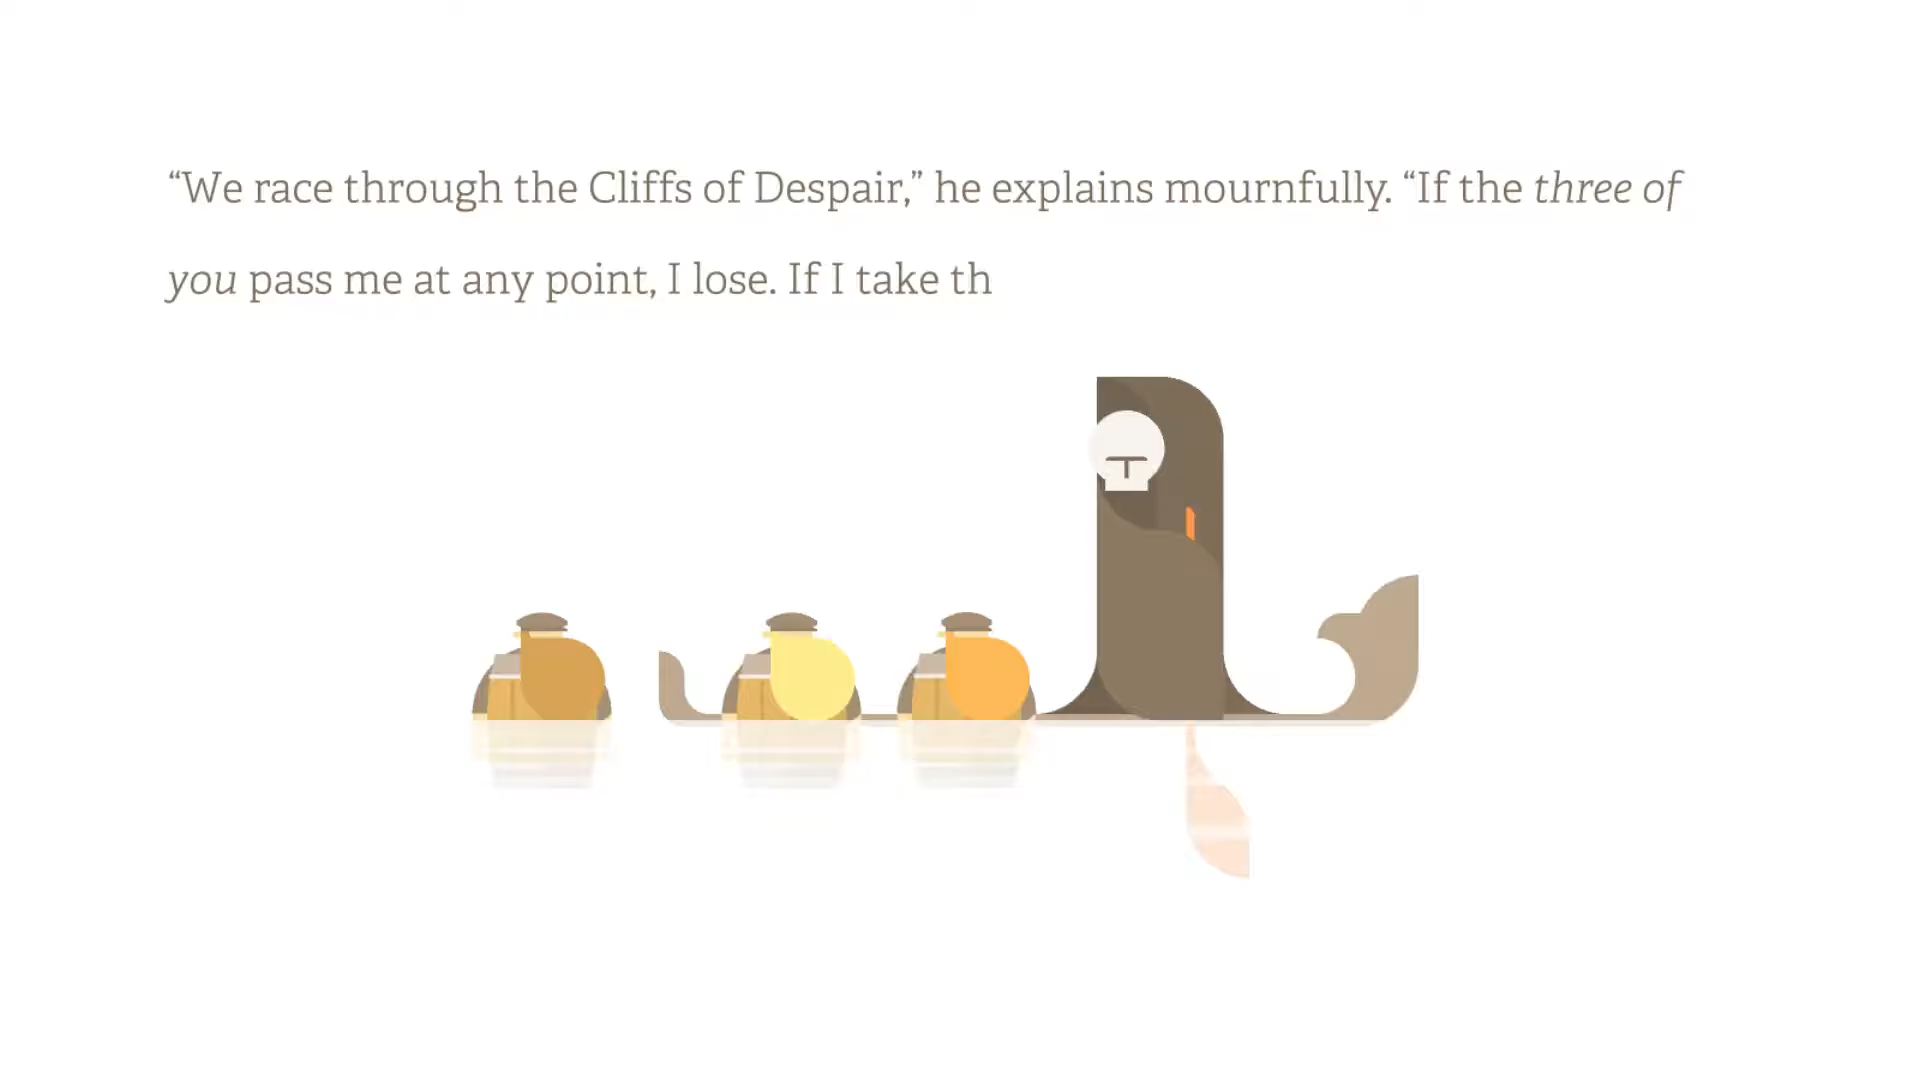 “We race through the Cliffs of Despair,” he explains mournfully. “If the three of
you pass me at any point, I lose. If I take th